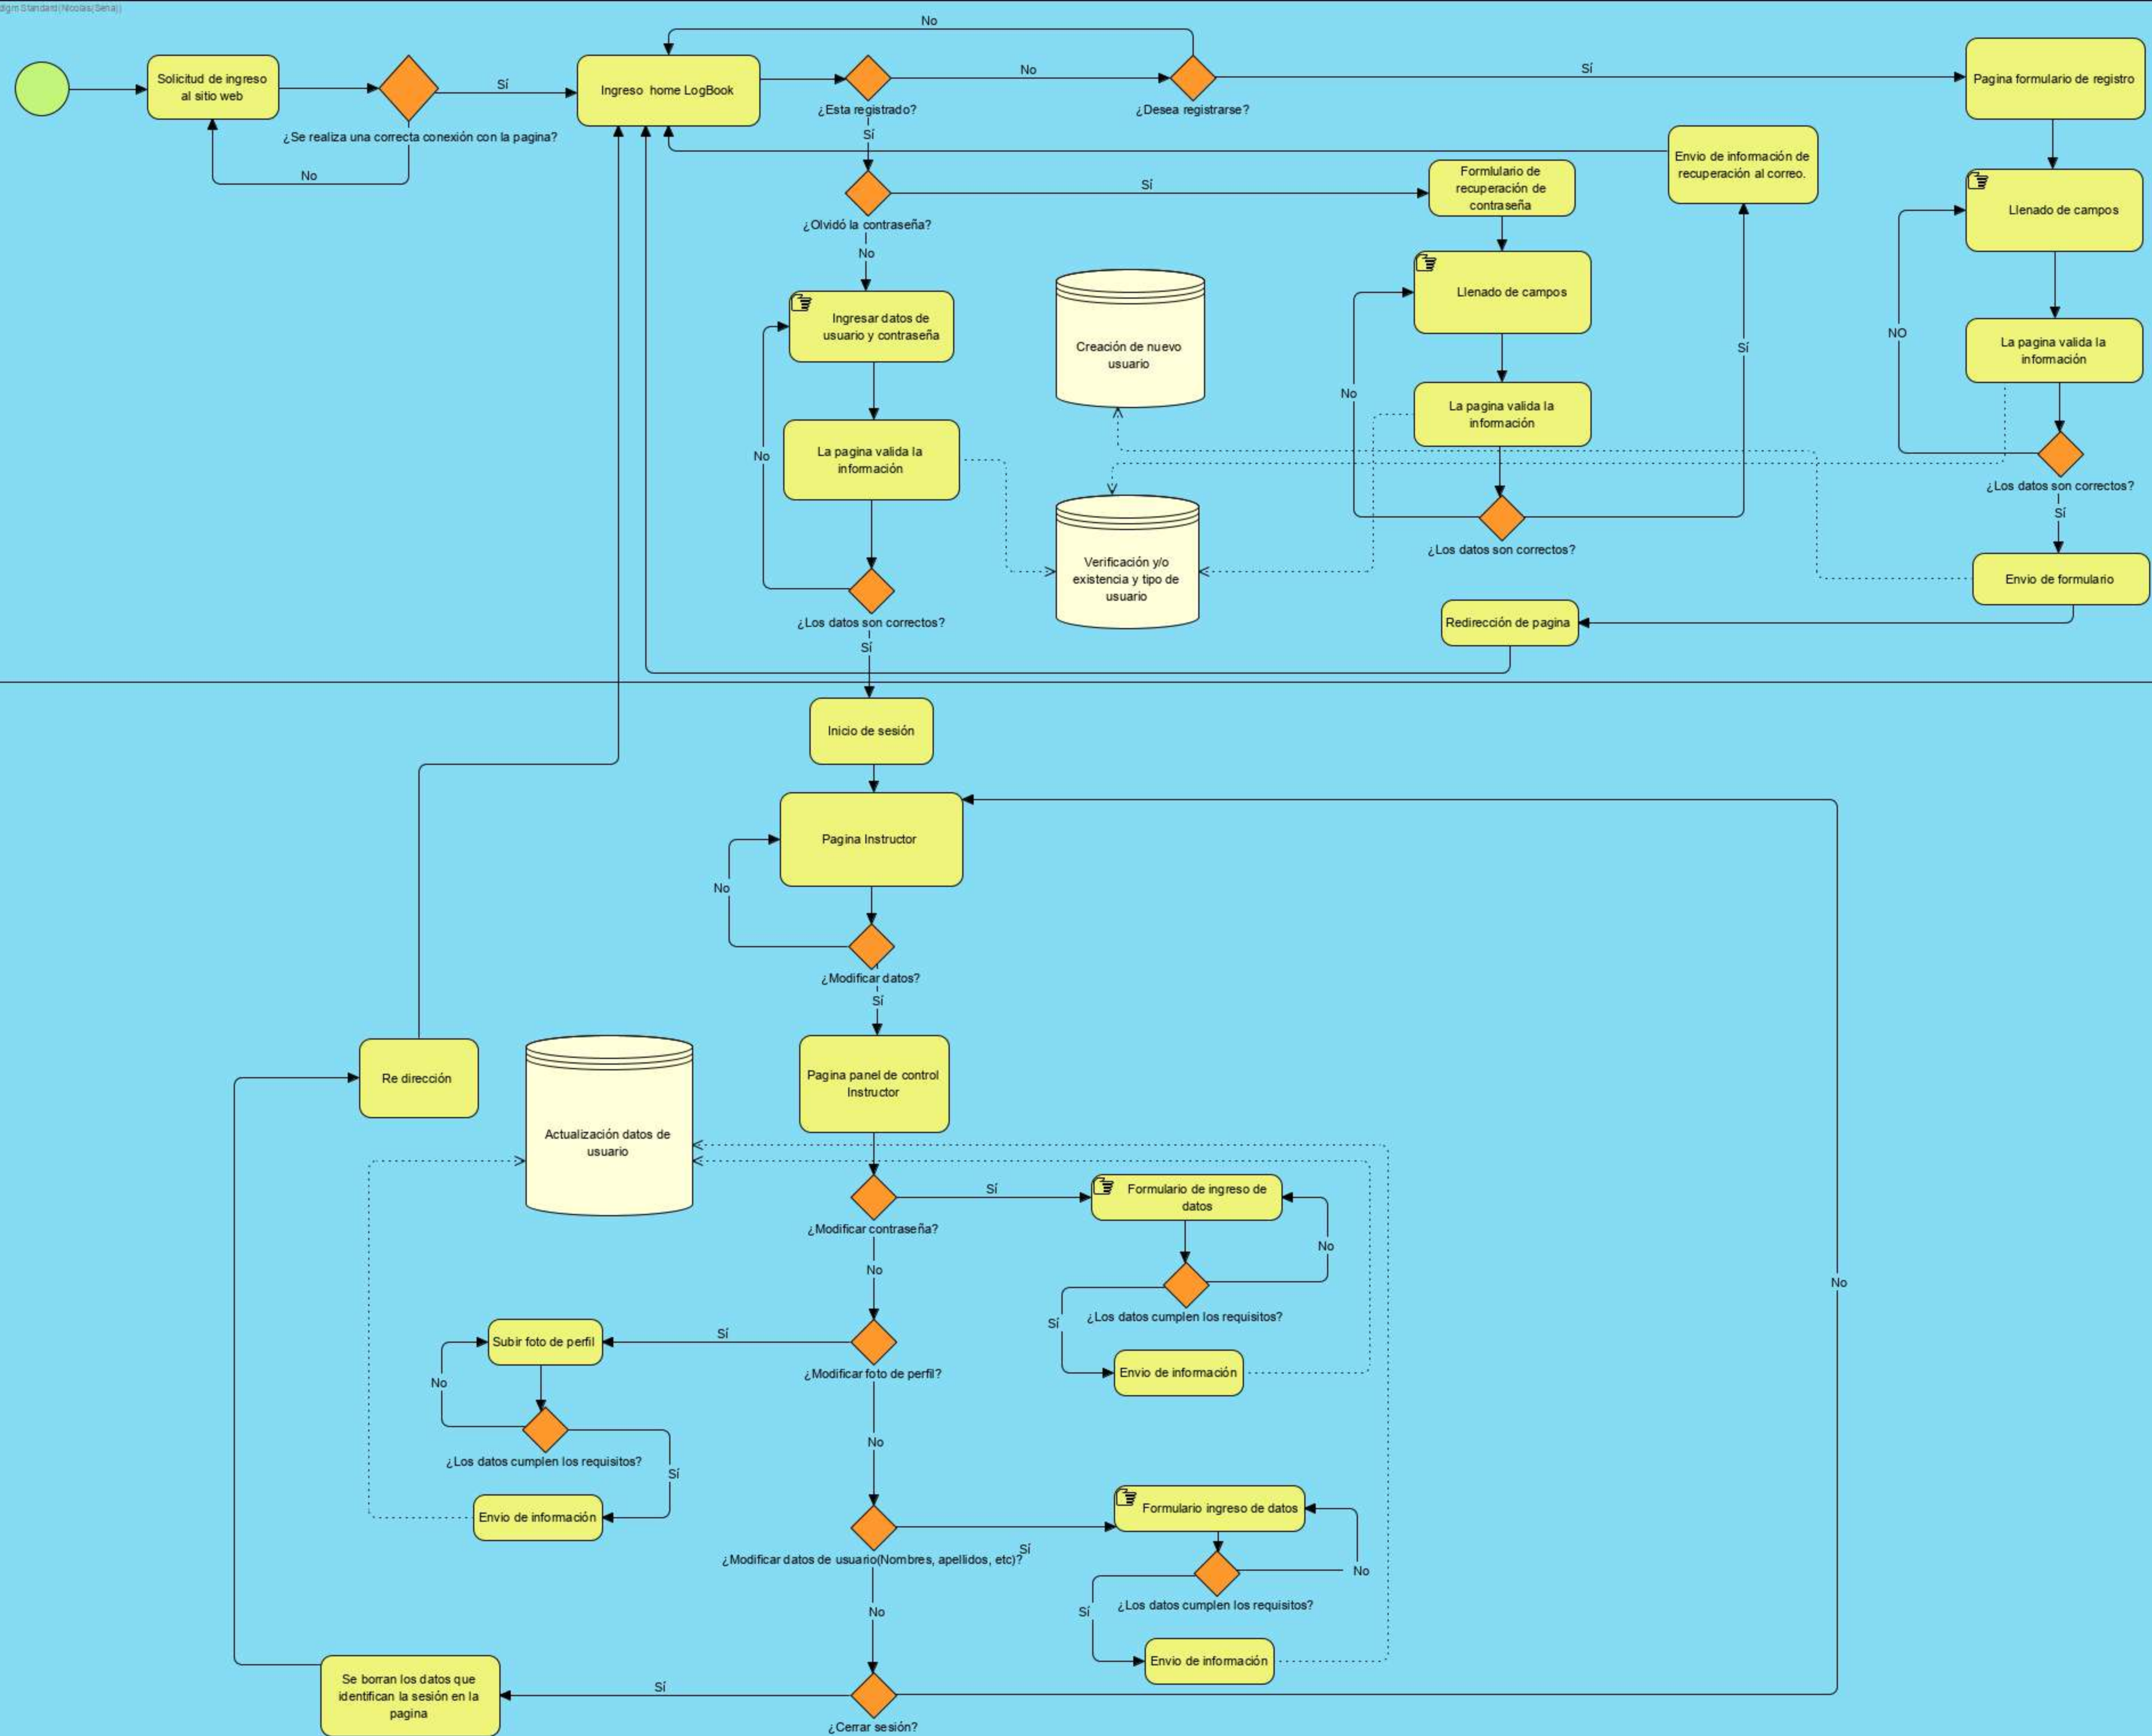 digm Standard(Nicolas(Sena))
No
Solicitud de ingreso
al sitio web
Sí
Ingreso  home LogBook
No
Sí
Pagina formulario de registro
¿Esta registrado?
¿Desea registrarse?
¿Se realiza una correcta conexión con la pagina?
Sí
No
Envio de información de
recuperación al correo.
Formlulario de
recuperación de
contraseña
Sí
Llenado de campos
¿Olvidó la contraseña?
No
Llenado de campos
Ingresar datos de
usuario y contraseña
Creación de nuevo
usuario
NO
Sí
La pagina valida la
información
No
La pagina valida la
información
No
La pagina valida la
información
¿Los datos son correctos?
Sí
¿Los datos son correctos?
Verificación y/o
existencia y tipo de
usuario
Envio de formulario
¿Los datos son correctos?
Redirección de pagina
Sí
Inicio de sesión
Pagina Instructor
No
¿Modificar datos?
Sí
Re dirección
Pagina panel de control
Instructor
Actualización datos de
usuario
Sí
Formulario de ingreso de
datos
¿Modificar contraseña?
No
No
No
¿Los datos cumplen los requisitos?
Sí
Subir foto de perfil
Sí
¿Modificar foto de perfil?
Envio de información
No
No
¿Los datos cumplen los requisitos?
Sí
Envio de información
Formulario ingreso de datos
Sí
¿Modificar datos de usuario(Nombres, apellidos, etc)?
No
¿Los datos cumplen los requisitos?
Sí
No
Envio de información
Se borran los datos que
identifican la sesión en la
pagina
Sí
¿Cerrar sesión?